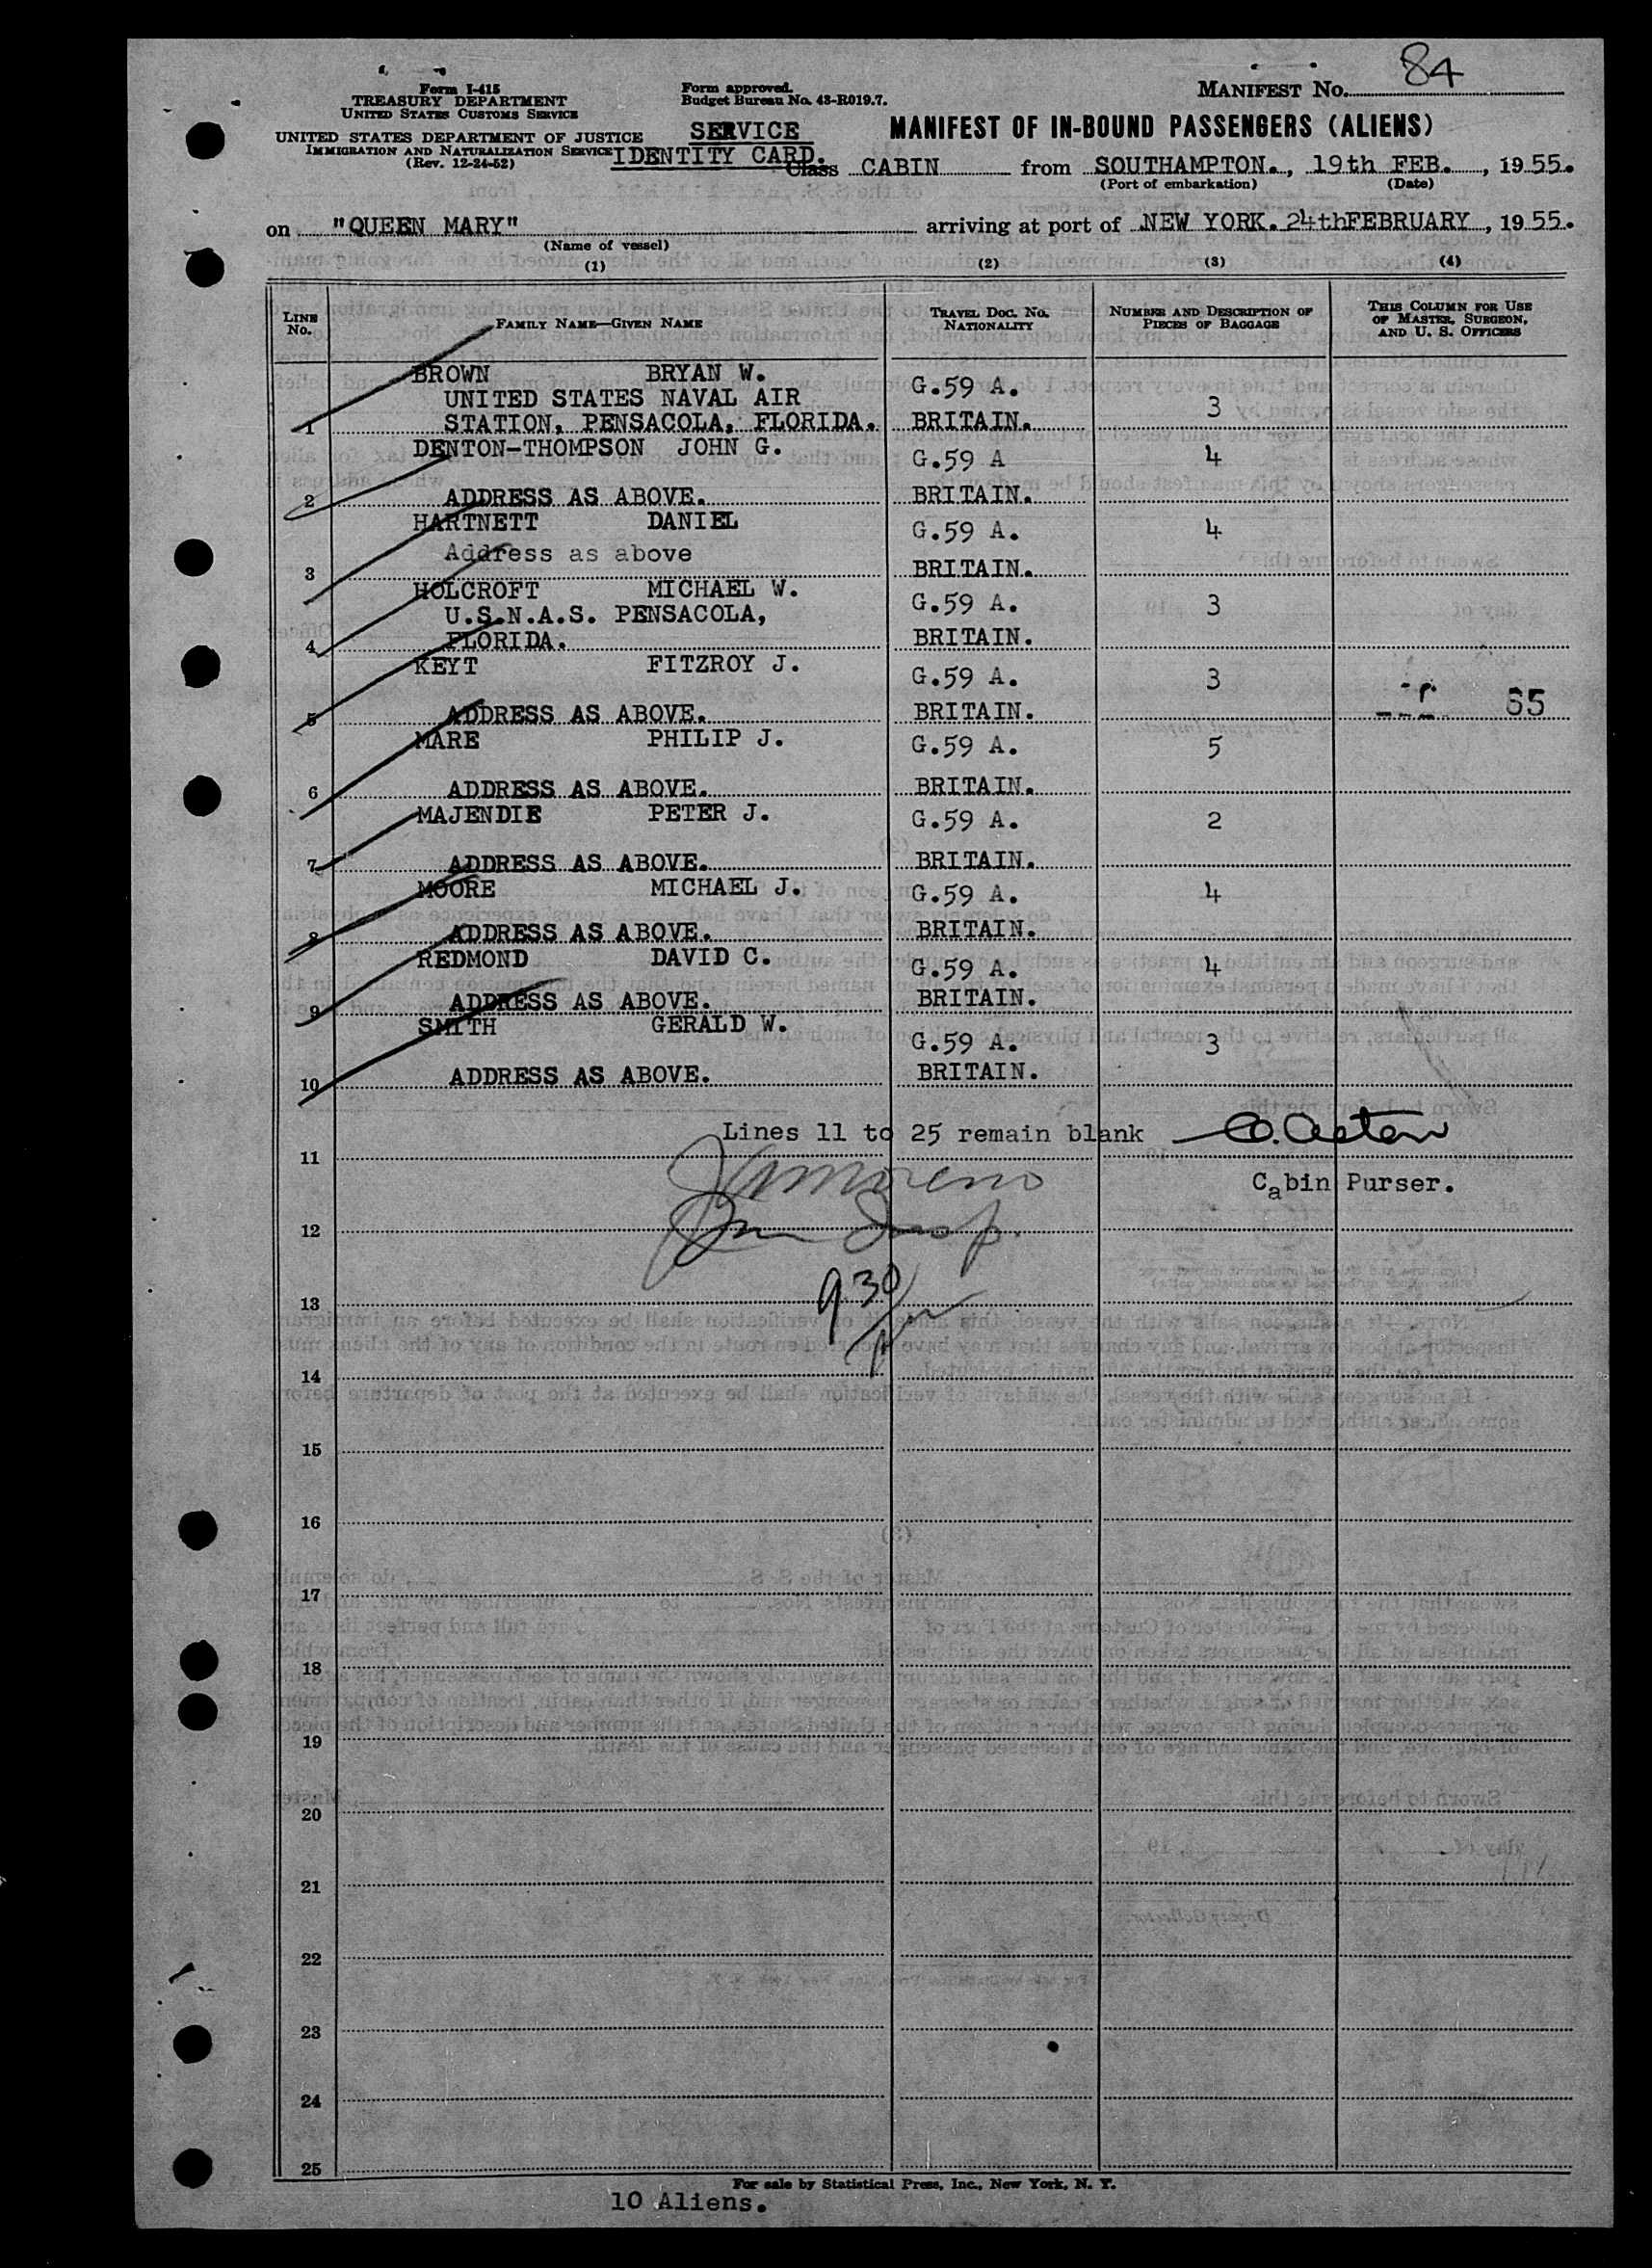 84
Form I-415
TREASURY DEPARTMENT
UNITED STATES CUSTOMS SERVICE
UNITED STATES DEPARTMENT OF JUSTICE
IMMIGRATION AND NATURALIZATION SERVICE
(Rev. 12-24-52)
Form approved.
Budget Bureau No. 43-R019.7.
SERVICE
IDENTITY CARD.
MANIFEST NO.
MANIFEST OF IN-BOUND PASSENGERS (ALIENS)
Class CABIN from SOUTHAMPTON., 19th FEB., 1955.
(Port of embarkation) (Date)
on "QUEEN MARY" arriving at port of NEW YORK. 24thFEBRUARY, 1955.
(Name of vessel)
(1) (2) (3) (4)
LINE NO. FAMILY NAME—GIVEN NAME TRAVEL DOC. NO. NATIONALITY NUMBER AND DESCRIPTION OF PIECES OF BAGGAGE THIS COLUMN FOR USE OF MASTER, SURGEON, AND U. S. OFFICERS
BROWN BRYAN W. G.59 A. 3
UNITED STATES NAVAL AIR
1 STATION, PENSACOLA, FLORIDA. BRITAIN.
DENTON-THOMPSON JOHN G. G.59 A 4
2 ADDRESS AS ABOVE. BRITAIN.
HARTNETT DANIEL G.59 A. 4
Address as above
3 BRITAIN.
HOLCROFT MICHAEL W. G.59 A. 3
U.S.N.A.S. PENSACOLA,
4 FLORIDA. BRITAIN.
KEYT FITZROY J. G.59 A. 3
5 ADDRESS AS ABOVE. BRITAIN. 65
MARE PHILIP J. G.59 A. 5
6 ADDRESS AS ABOVE. BRITAIN.
MAJENDIE PETER J. G.59 A. 2
7 ADDRESS AS ABOVE. BRITAIN.
MOORE MICHAEL J. G.59 A. 4
8 ADDRESS AS ABOVE. BRITAIN.
REDMOND DAVID C. G.59 A. 4
9 ADDRESS AS ABOVE. BRITAIN.
SMITH GERALD W. G.59 A. 3
10 ADDRESS AS ABOVE. BRITAIN.
Lines 11 to 25 remain blank
11
Cabin Purser.
12
930
13
14
15
16
17
18
19
20
21
22
23
24
25
For sale by Statistical Press, Inc., New York, N. Y.
10 Aliens.